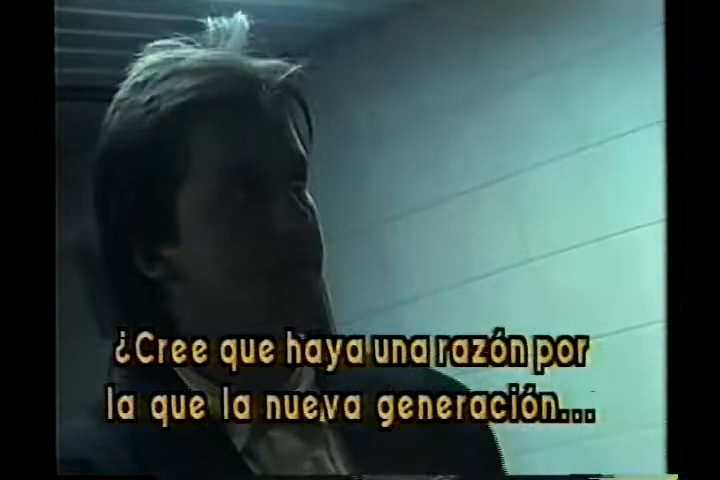 ¿Cree que haya una razón por
la que la nueva generación...